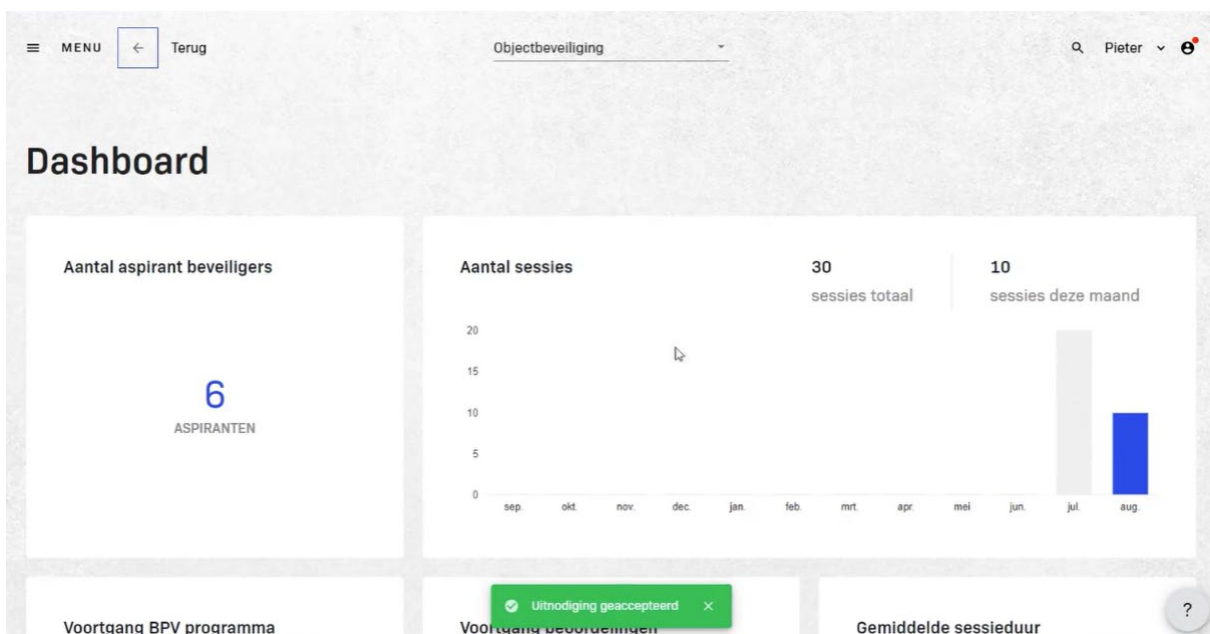 MENU
Terug
Objectbeveiliging
Pieter
Dashboard
Aantal aspirant beveiligers
6
ASPIRANTEN
Aantal sessies
30
sessies totaal
10
sessies deze maand
20
15
10
5
0
sep. okt. nov. dec. jan. feb. mrt. apr. mei jun. jul. aug.
Uitnodiging geaccepteerd
Voortgang BPV programma
Voortgang beoordelingen
Gemiddelde sessieduur
?